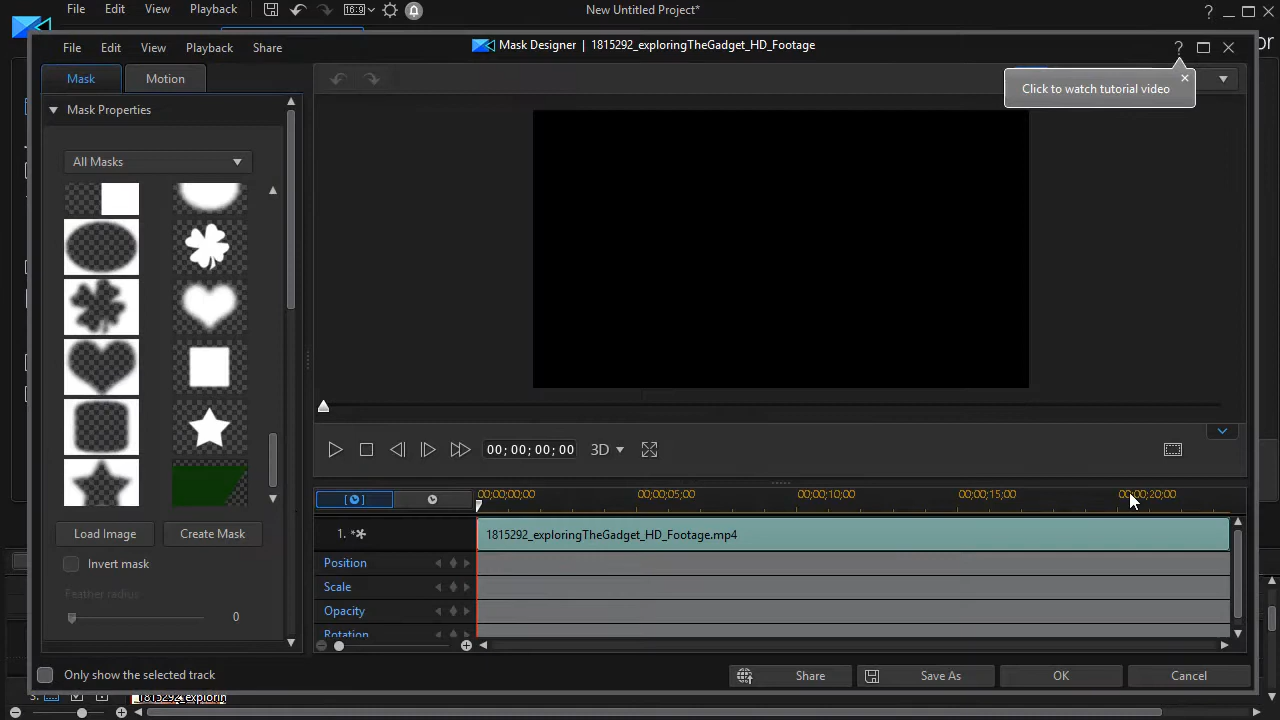 File Edit View Playback 16:9 New Untitled Project* ?
File Edit View Playback Share Mask Designer | 1815292_exploringTheGadget_HD_Footage ?
or
Mask Motion
Click to watch tutorial video
Mask Properties
All Masks
00; 00; 00; 00 3D
00;00;00;00 00;00;05;00 00;00;10;00 00;00;15;00 00;00;20;00
Load Image Create Mask
1. *
1815292_exploringTheGadget_HD_Footage.mp4
Invert mask
Position
Feather radius
Scale
0
Opacity
Rotation
Only show the selected track
Share Save As OK Cancel
3. 1815292_explorin